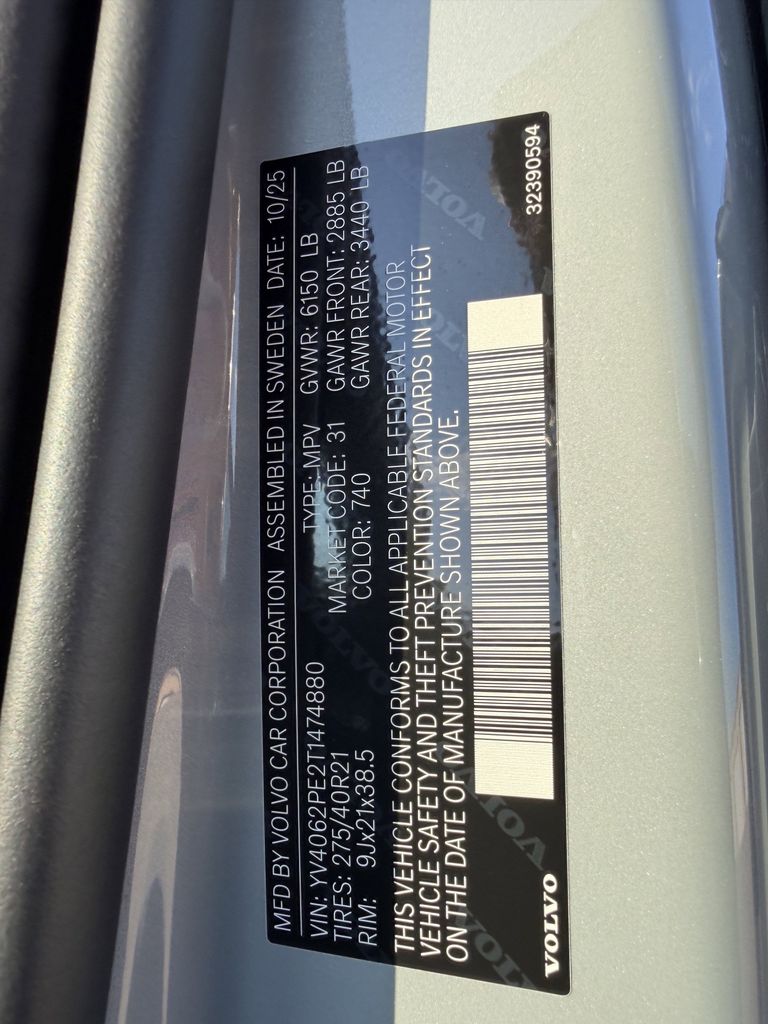 MFD BY VOLVO CAR CORPORATION ASSEMBLED IN SWEDEN DATE: 10/25
VIN: YV4062PE2T1474880 TYPE: MPV GVWR: 6150 LB
TIRES: 275/40R21 MARKET CODE: 31 GAWR FRONT: 2885 LB
RIM: 9Jx21x38.5 COLOR: 740 GAWR REAR: 3440 LB
THIS VEHICLE CONFORMS TO ALL APPLICABLE FEDERAL MOTOR
VEHICLE SAFETY AND THEFT PREVENTION STANDARDS IN EFFECT
ON THE DATE OF MANUFACTURE SHOWN ABOVE.
VOLVO 32390594